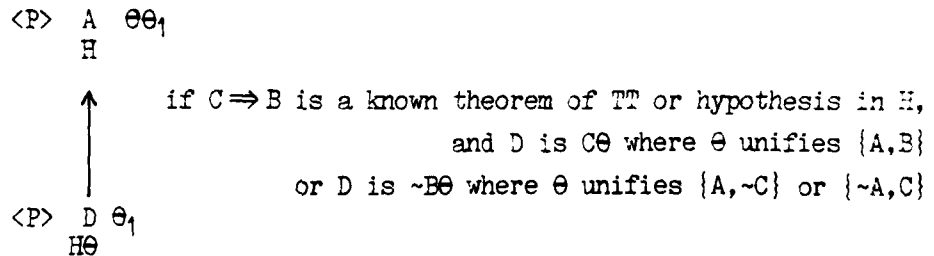 <P> A θθ₁
H
if C ⇒ B is a known theorem of TT or hypothesis in H,
and D is Cθ where θ unifies {A,B}
or D is ~Bθ where θ unifies {A,~C} or {~A,C}
<P> D θ₁
Hθ